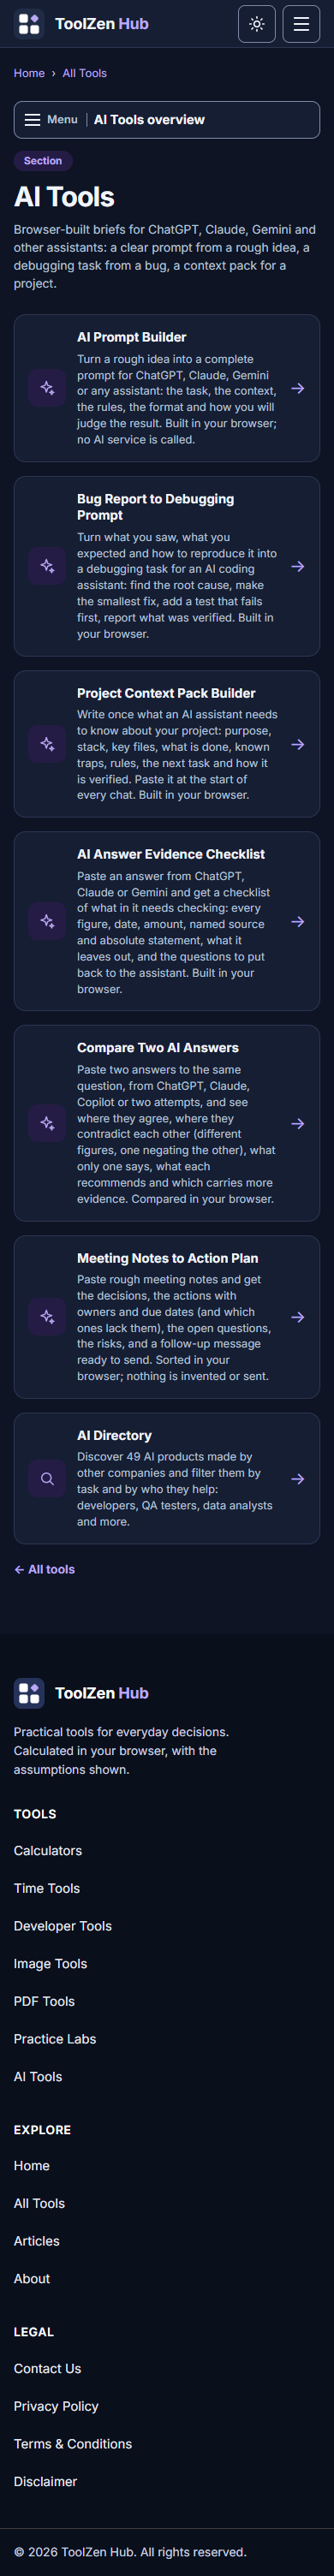 ToolZen Hub
Home › All Tools
Menu | AI Tools overview
Section
AI Tools
Browser-built briefs for ChatGPT, Claude, Gemini and
other assistants: a clear prompt from a rough idea, a
debugging task from a bug, a context pack for a
project.
AI Prompt Builder
Turn a rough idea into a complete
prompt for ChatGPT, Claude, Gemini
or any assistant: the task, the context,
the rules, the format and how you will
judge the result. Built in your browser;
no AI service is called.
Bug Report to Debugging
Prompt
Turn what you saw, what you
expected and how to reproduce it into
a debugging task for an AI coding
assistant: find the root cause, make
the smallest fix, add a test that fails
first, report what was verified. Built in
your browser.
Project Context Pack Builder
Write once what an AI assistant needs
to know about your project: purpose,
stack, key files, what is done, known
traps, rules, the next task and how it
is verified. Paste it at the start of
every chat. Built in your browser.
AI Answer Evidence Checklist
Paste an answer from ChatGPT,
Claude or Gemini and get a checklist
of what in it needs checking: every
figure, date, amount, named source
and absolute statement, what it
leaves out, and the questions to put
back to the assistant. Built in your
browser.
Compare Two AI Answers
Paste two answers to the same
question, from ChatGPT, Claude,
Copilot or two attempts, and see
where they agree, where they
contradict each other (different
figures, one negating the other), what
only one says, what each
recommends and which carries more
evidence. Compared in your browser.
Meeting Notes to Action Plan
Paste rough meeting notes and get
the decisions, the actions with
owners and due dates (and which
ones lack them), the open questions,
the risks, and a follow-up message
ready to send. Sorted in your
browser; nothing is invented or sent.
AI Directory
Discover 49 AI products made by
other companies and filter them by
task and by who they help:
developers, QA testers, data analysts
and more.
← All tools
ToolZen Hub
Practical tools for everyday decisions.
Calculated in your browser, with the
assumptions shown.
TOOLS
Calculators
Time Tools
Developer Tools
Image Tools
PDF Tools
Practice Labs
AI Tools
EXPLORE
Home
All Tools
Articles
About
LEGAL
Contact Us
Privacy Policy
Terms & Conditions
Disclaimer
© 2026 ToolZen Hub. All rights reserved.